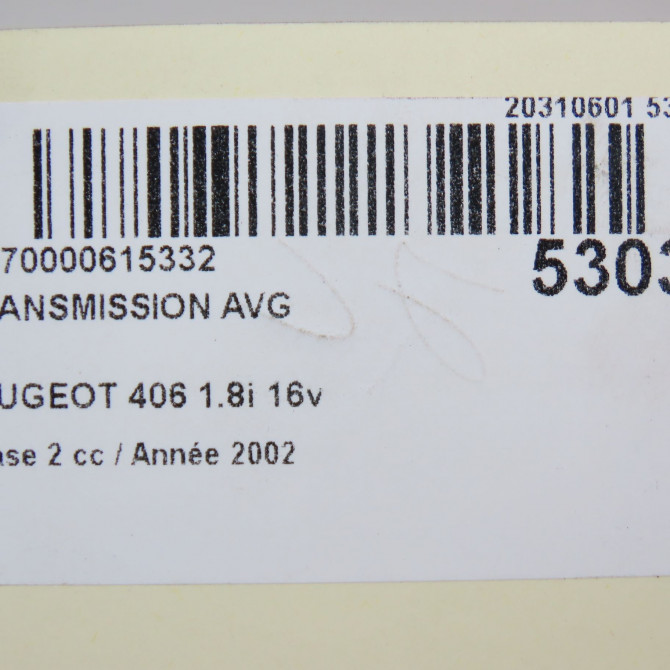 20310601 53
70000615332
5303
ANSMISSION AVG
UGEOT 406 1.8i 16v
ase 2 cc / Année 2002